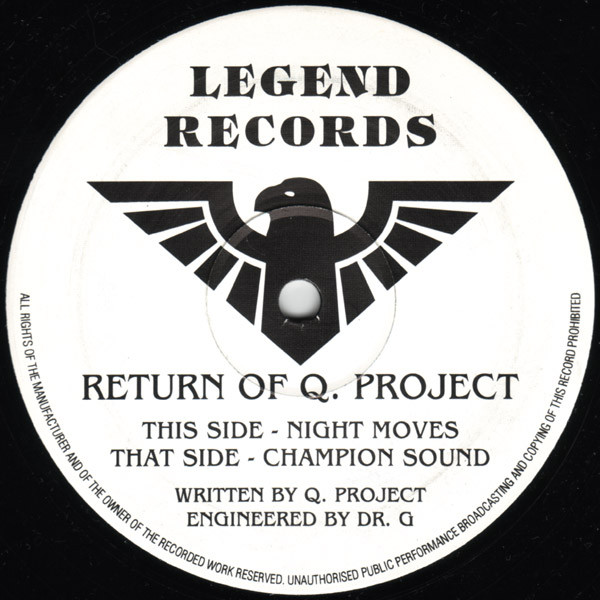 LEGEND
RECORDS
RETURN OF Q. PROJECT
THIS SIDE - NIGHT MOVES
THAT SIDE - CHAMPION SOUND
WRITTEN BY Q. PROJECT
ENGINEERED BY DR. G
ALL RIGHTS OF THE MANUFACTURER AND OF THE OWNER OF THE RECORDED WORK RESERVED. UNAUTHORISED PUBLIC PERFORMANCE BROADCASTING AND COPYING OF THIS RECORD PROHIBITED